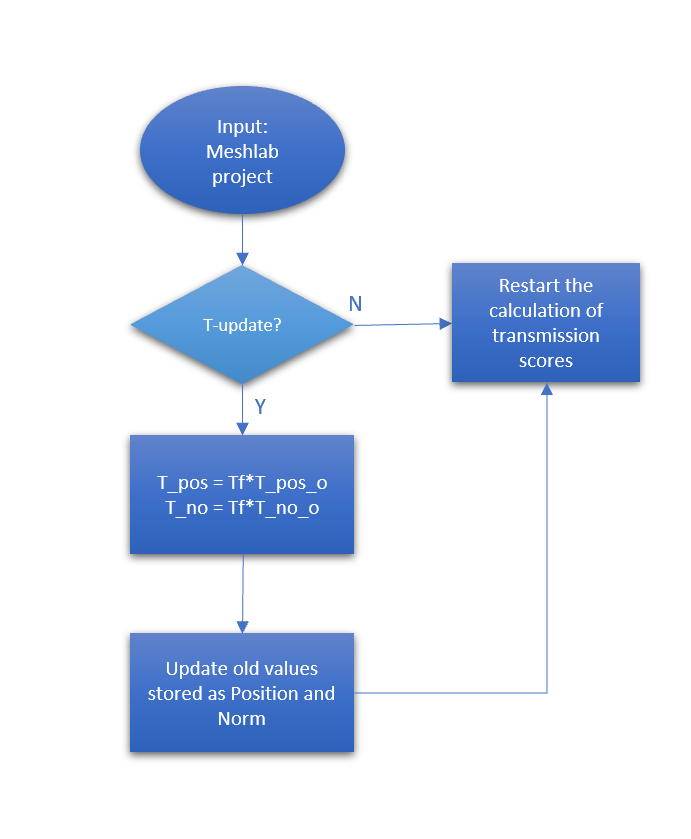 Input:
Meshlab
project
T-update?
N
Restart the
calculation of
transmission
scores
Y
T_pos = Tf*T_pos_o
T_no = Tf*T_no_o
Update old values
stored as Position and
Norm